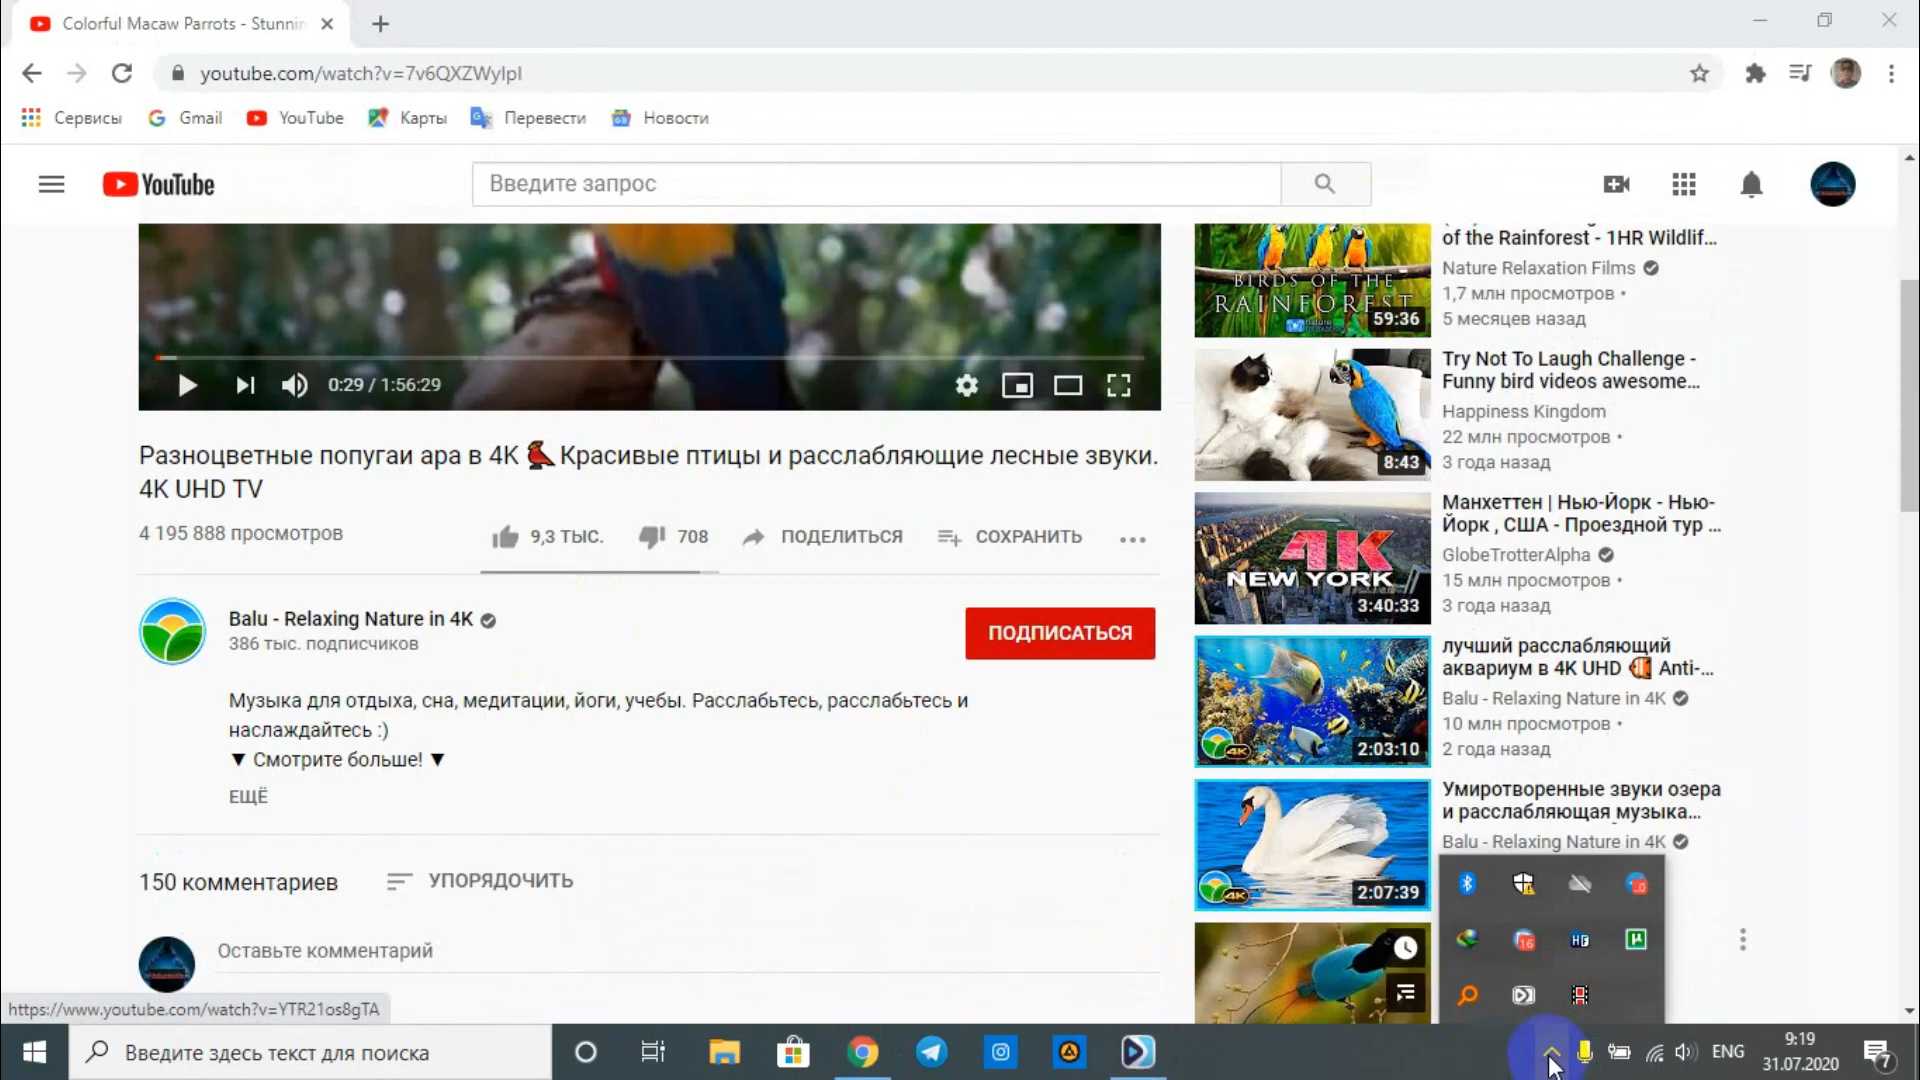 Colorful Macaw Parrots - Stunnin
youtube.com/watch?v=7v6QXZWylpI
Сервисы
Gmail
YouTube
Карты
Перевести
Новости
YouTube
Введите запрос
0:29 / 1:56:29
Разноцветные попугаи ара в 4K Красивые птицы и расслабляющие лесные звуки.
4K UHD TV
4 195 888 просмотров
9,3 ТЫС.
708
ПОДЕЛИТЬСЯ
СОХРАНИТЬ
Balu - Relaxing Nature in 4K
386 тыс. подписчиков
ПОДПИСАТЬСЯ
Музыка для отдыха, сна, медитации, йоги, учебы. Расслабьтесь, расслабьтесь и
наслаждайтесь :)
▼ Смотрите больше! ▼
ЕЩЁ
150 комментариев
УПОРЯДОЧИТЬ
Оставьте комментарий
https://www.youtube.com/watch?v=YTR21os8gTA
BIRDS OF THE
RAINFOREST
59:36
of the Rainforest - 1HR Wildlif...
Nature Relaxation Films
1,7 млн просмотров •
5 месяцев назад
8:43
Try Not To Laugh Challenge -
Funny bird videos awesome...
Happiness Kingdom
22 млн просмотров •
3 года назад
4K
NEW YORK
3:40:33
Манхеттен | Нью-Йорк - Нью-
Йорк , США - Проездной тур ...
GlobeTrotterAlpha
15 млн просмотров •
3 года назад
4K
2:03:10
лучший расслабляющий
аквариум в 4K UHD Anti-...
Balu - Relaxing Nature in 4K
10 млн просмотров •
2 года назад
4K
2:07:39
Умиротворенные звуки озера
и расслабляющая музыка...
Balu - Relaxing Nature in 4K
16
HD
Введите здесь текст для поиска
ENG
9:19
31.07.2020
7